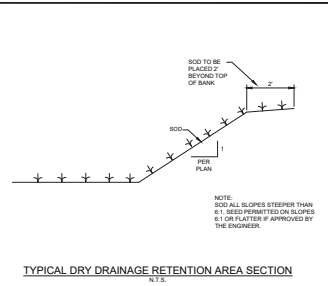 SOD TO BE
PLACED 2'
BEYOND TOP
OF BANK
2'
SOD
1
PER
PLAN
NOTE:
SOD ALL SLOPES STEEPER THAN
6:1, SEED PERMITTED ON SLOPES
6:1 OR FLATTER IF APPROVED BY
THE ENGINEER.
TYPICAL DRY DRAINAGE RETENTION AREA SECTION
N.T.S.